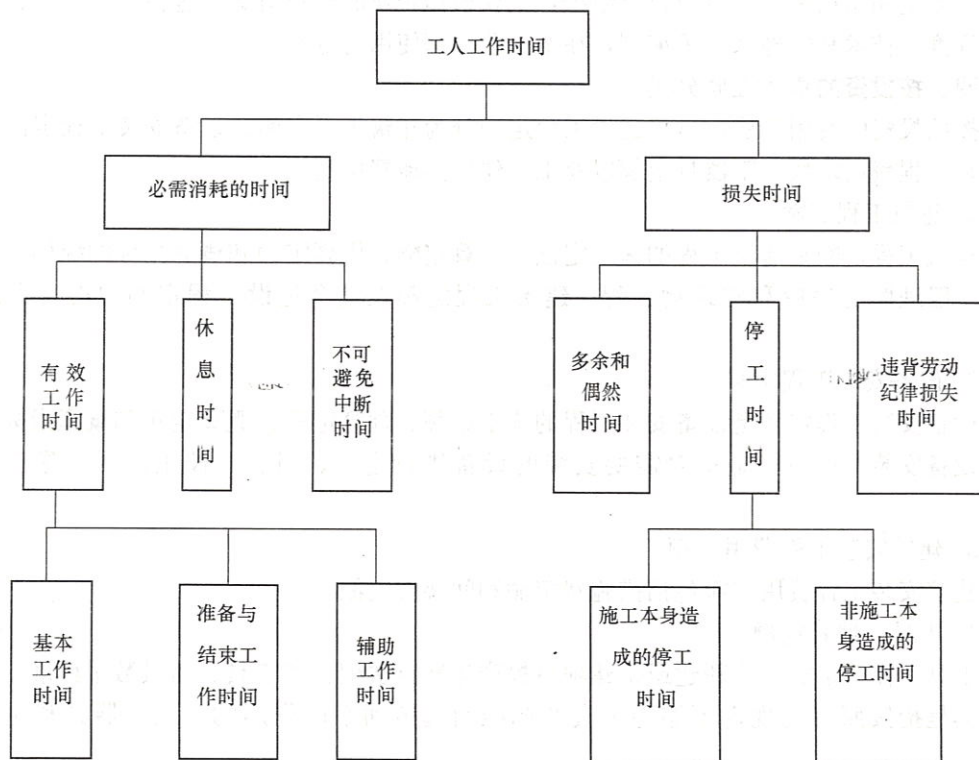 工人工作时间
必需消耗的时间
损失时间
有效
工作
时间
休
息
时
间
不可
避免
中断
时间
多余和
偶然
时间
停
工
时
间
违背劳动
纪律损失
时间
基本
工作
时间
准备与
结束工
作时间
辅助
工作
时间
施工本身造
成的停工
时间
非施工本
身造成的
停工时间